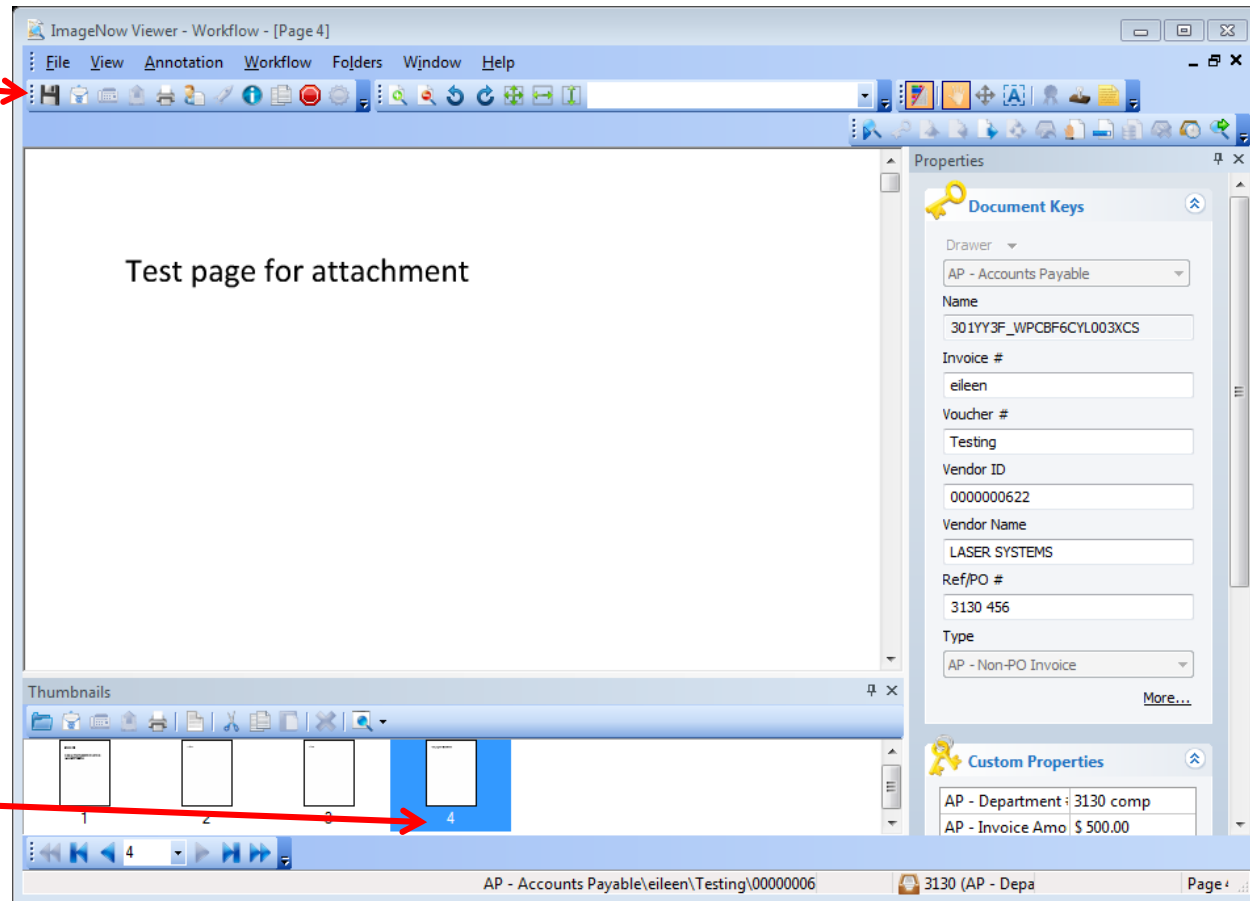 ImageNow Viewer - Workflow - [Page 4]
File View Annotation Workflow Folders Window Help
Test page for attachment
Properties
Document Keys
Drawer
AP - Accounts Payable
Name
301YY3F_WPCBF6CYL003XCS
Invoice #
eileen
Voucher #
Testing
Vendor ID
0000000622
Vendor Name
LASER SYSTEMS
Ref/PO #
3130 456
Type
AP - Non-PO Invoice
More...
Custom Properties
AP - Department 3130 comp
AP - Invoice Amo $ 500.00
Thumbnails
1 2 3 4
4
AP - Accounts Payable\eileen\Testing\00000006 3130 (AP - Depa Page